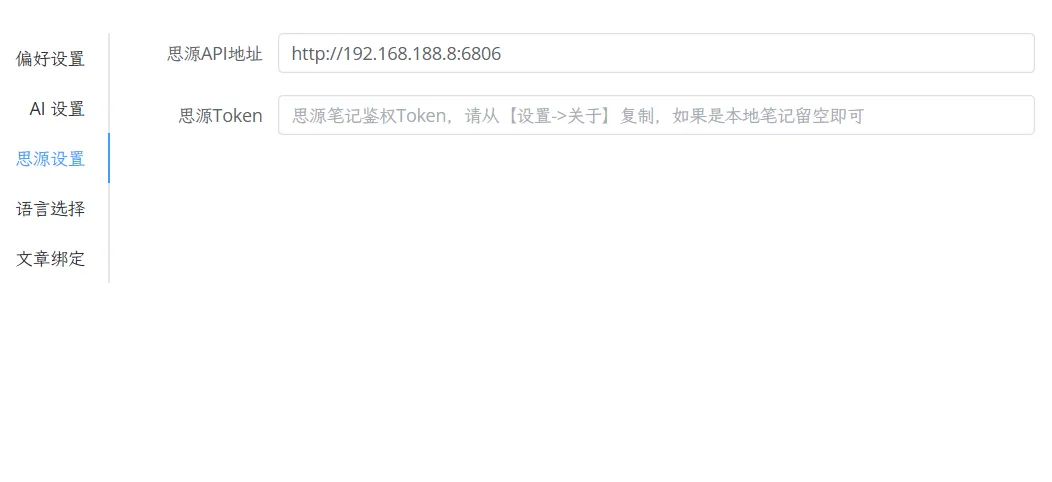 偏好设置
AI 设置
思源设置
语言选择
文章绑定
思源API地址
http://192.168.188.8:6806
思源Token
思源笔记鉴权Token，请从【设置->关于】复制，如果是本地笔记留空即可